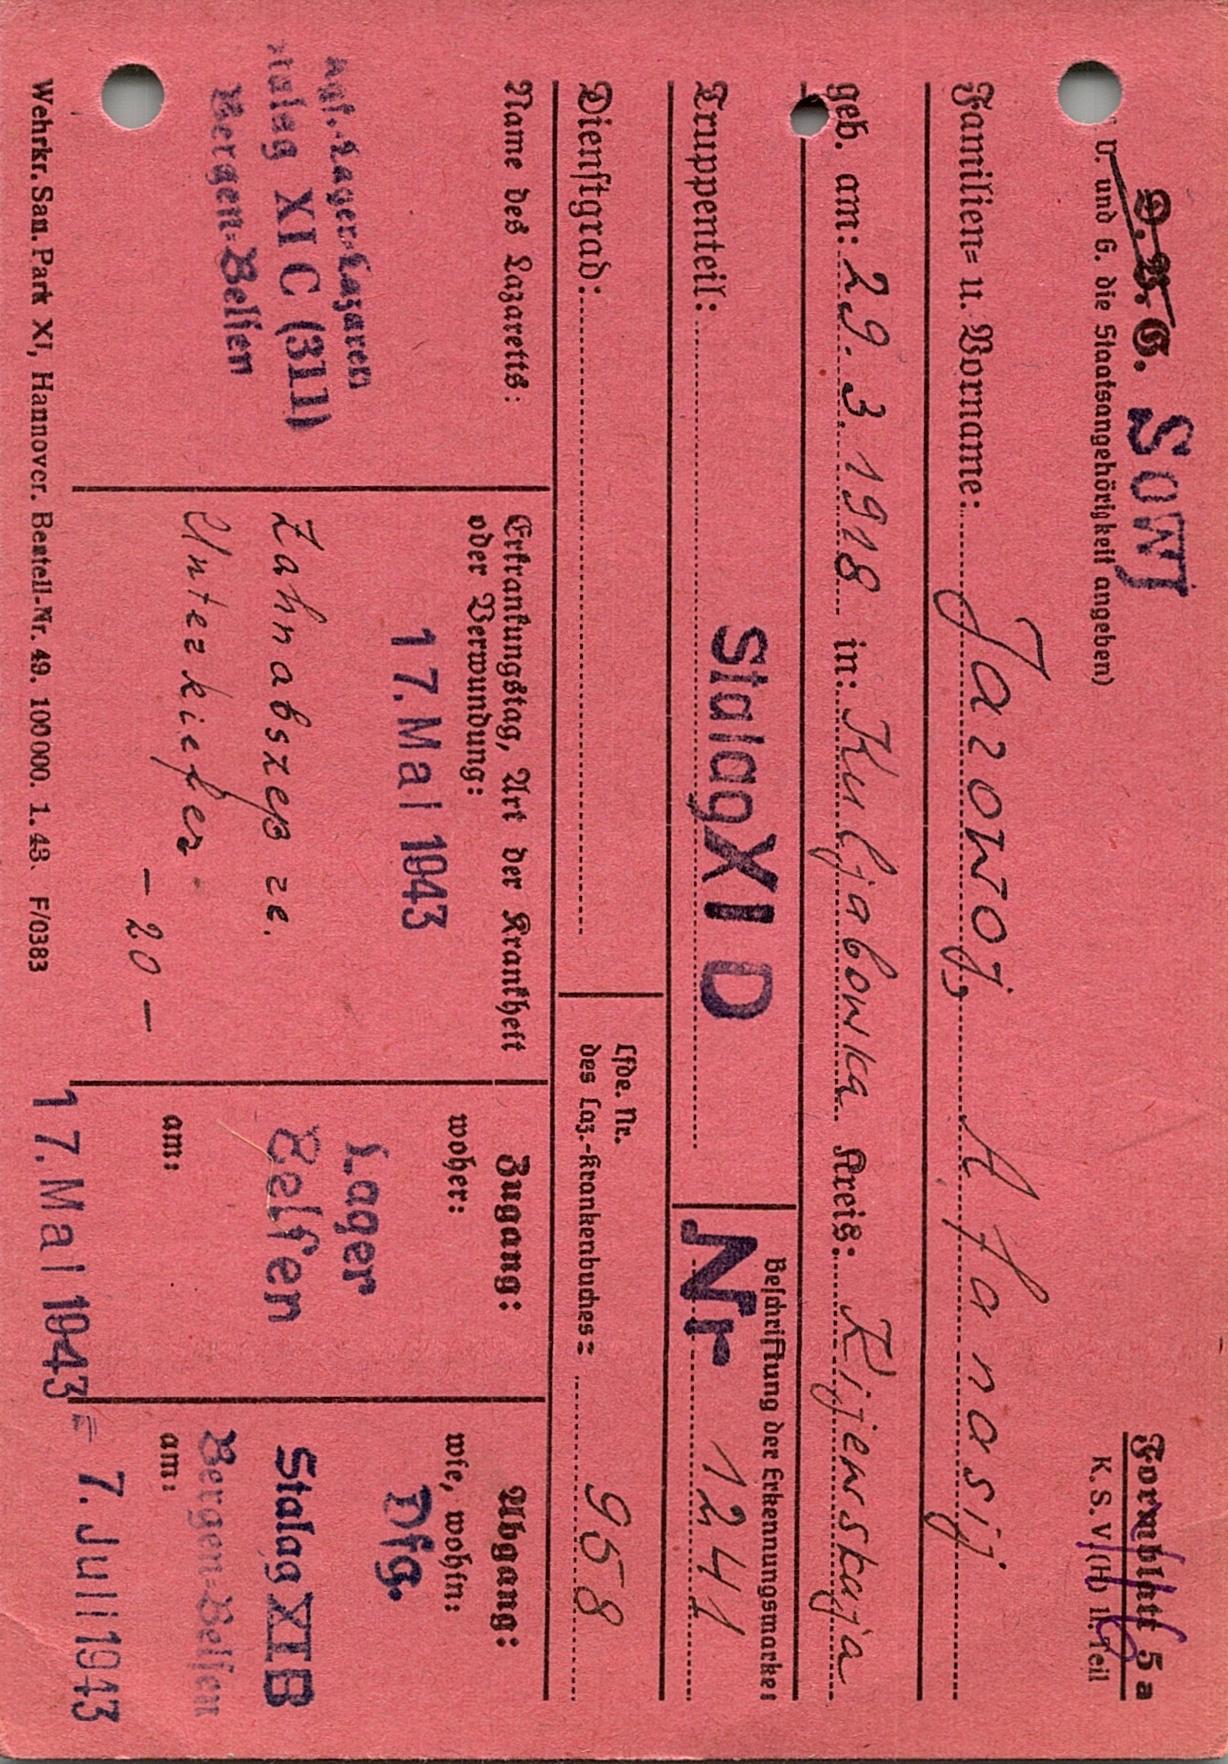 D. V. G. Sowj
V. und G. die Staatsangehörigkeit angeben)
Formblatt 5a
K. S. V. (H) II. Teil
Familien= u. Vorname: Jazowoj, Afanasij
geb. am: 29. 3. 1918 in: Kuljabowka Kreis: Kijewskaja
Truppenteil: Stalag XI D
Beschriftung der Erkennungsmarke:
Nr 1241
Dienstgrad:
Lfde. Nr.
des Laz.-Krankenbuches: 958
Name des Lazaretts:
Lager-Lazarett
Stalag XI C (311)
Bergen-Belsen
Erkrankungstag, Art der Krankheit
oder Verwundung:
17. Mai 1943
Zahnabszeß re.
Unterkiefer.
– 20 –
Zugang:
woher:
Lager
Belsen
am:
17. Mai 1943
Abgang:
wie, wohin:
Dfg.
Stalag XI B
Bergen-Belsen
am:
= 7. Juli 1943
Wehrkr. San. Park XI, Hannover. Bestell-Nr. 49. 100000. 1. 43. F/0383